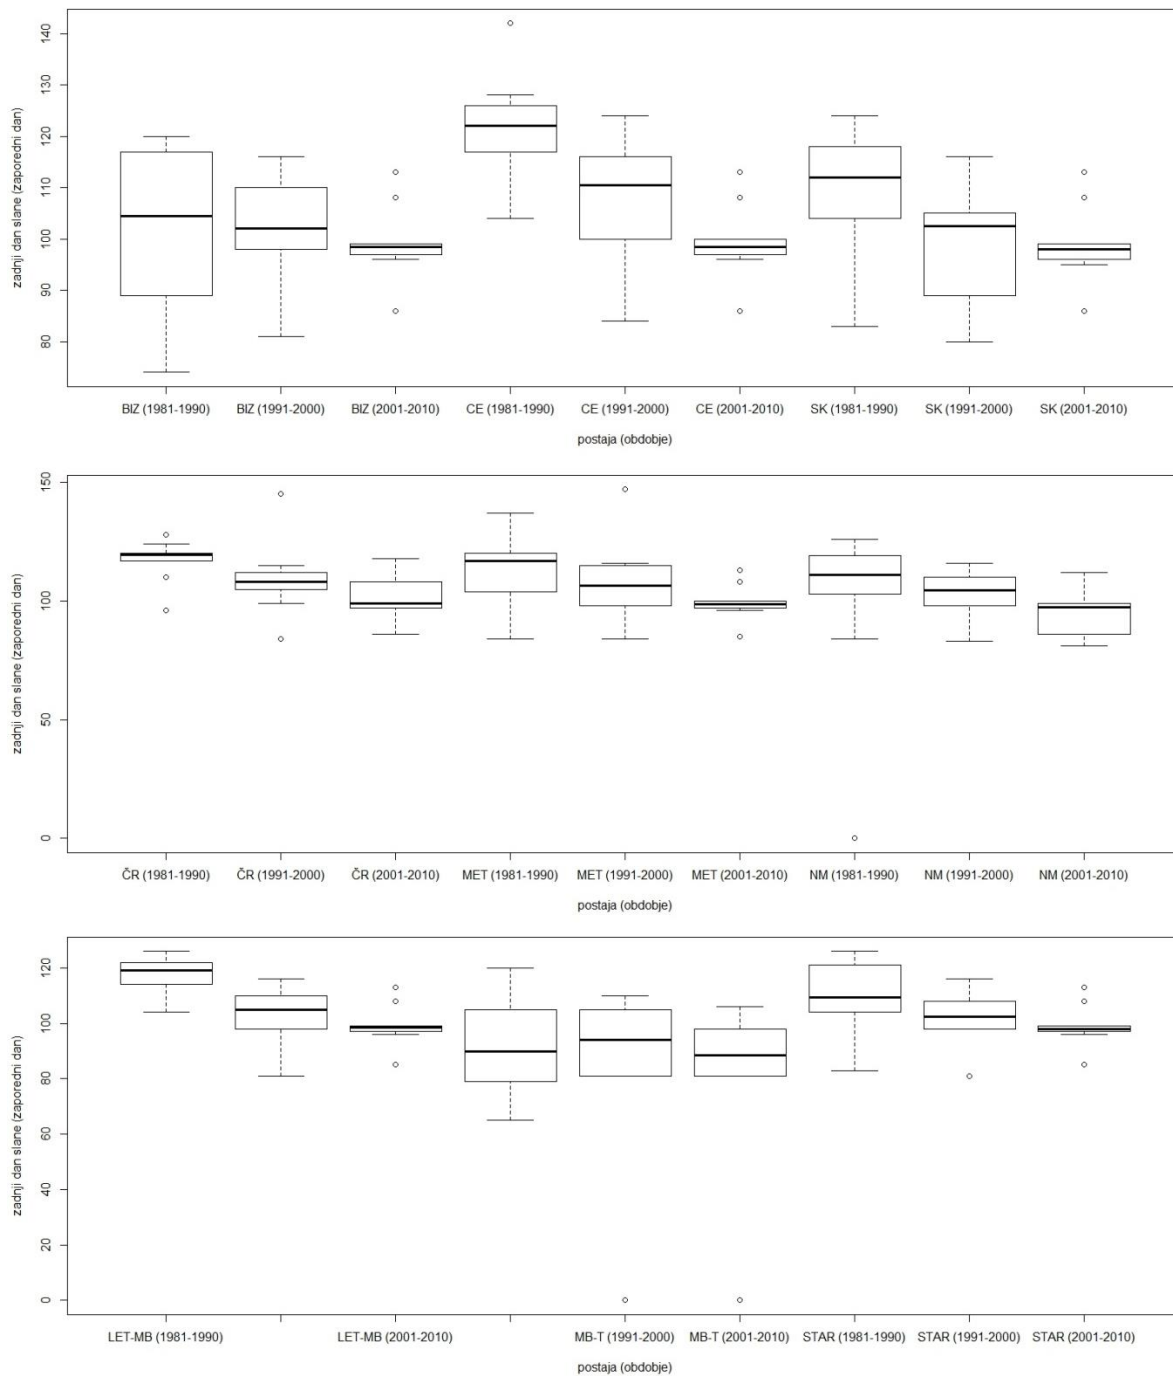 zadnji dan slane (zaporedni dan)
140
130
120
110
100
90
80
BIZ (1981-1990) BIZ (1991-2000) BIZ (2001-2010) CE (1981-1990) CE (1991-2000) CE (2001-2010) SK (1981-1990) SK (1991-2000) SK (2001-2010)
postaja (obdobje)
zadnji dan slane (zaporedni dan)
150
100
50
0
ČR (1981-1990) ČR (1991-2000) ČR (2001-2010) MET (1981-1990) MET (1991-2000) MET (2001-2010) NM (1981-1990) NM (1991-2000) NM (2001-2010)
postaja (obdobje)
zadnji dan slane (zaporedni dan)
120
100
80
60
40
20
0
LET-MB (1981-1990) LET-MB (2001-2010) MB-T (1991-2000) MB-T (2001-2010) STAR (1981-1990) STAR (1991-2000) STAR (2001-2010)
postaja (obdobje)